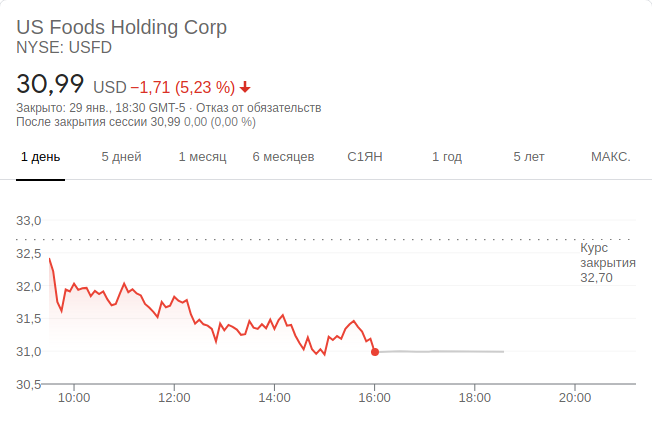 US Foods Holding Corp
NYSE: USFD
30,99 USD −1,71 (5,23 %)
Закрыто: 29 янв., 18:30 GMT-5 · Отказ от обязательств
После закрытия сессии 30,99 0,00 (0,00 %)
1 день 5 дней 1 месяц 6 месяцев С1ЯН 1 год 5 лет МАКС.
33,0
32,5
32,0
31,5
31,0
30,5
Курс
закрытия
32,70
10:00 12:00 14:00 16:00 18:00 20:00